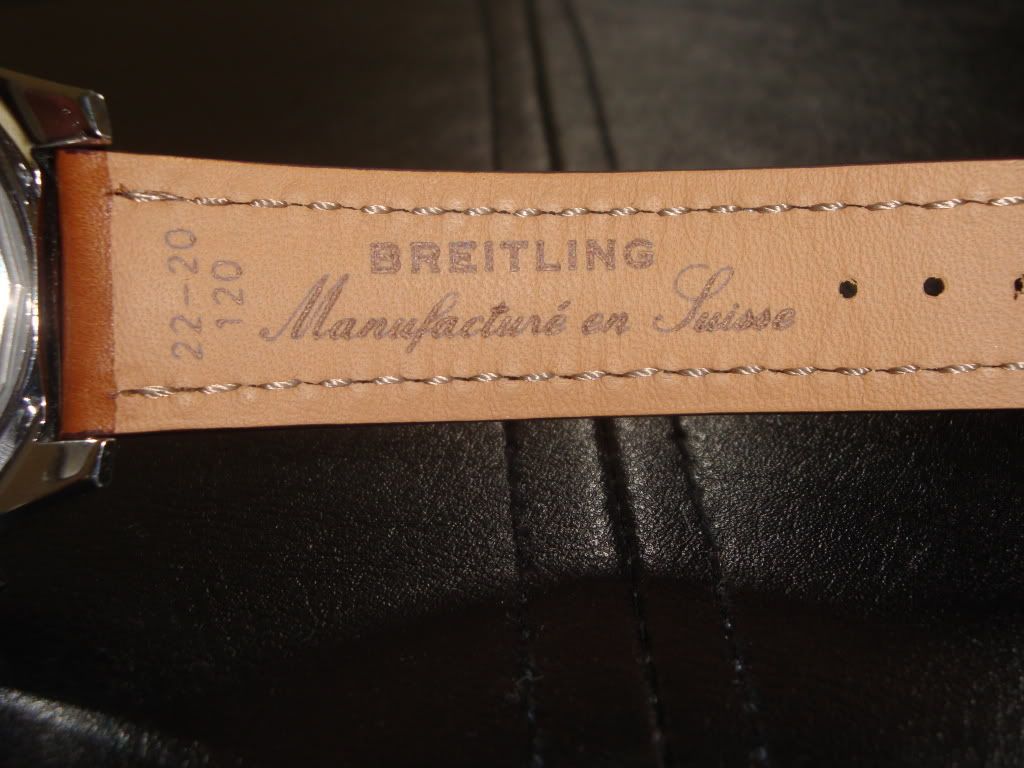 22-20
120
BREITLING
Manufacturé en Suisse